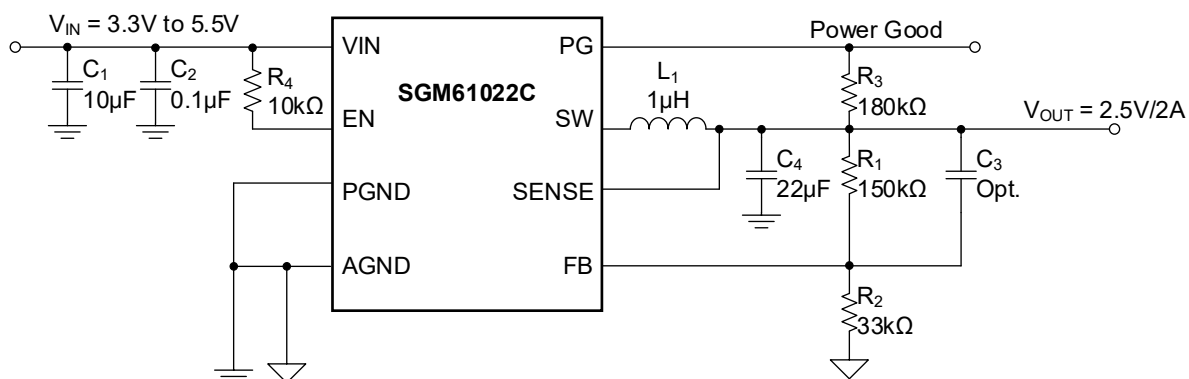 V_IN = 3.3V to 5.5V
C1
10µF
C2
0.1µF
R4
10kΩ
VIN
EN
PGND
AGND
SGM61022C
PG
SW
SENSE
FB
L1
1µH
Power Good
R3
180kΩ
V_OUT = 2.5V/2A
C4
22µF
R1
150kΩ
C3
Opt.
R2
33kΩ